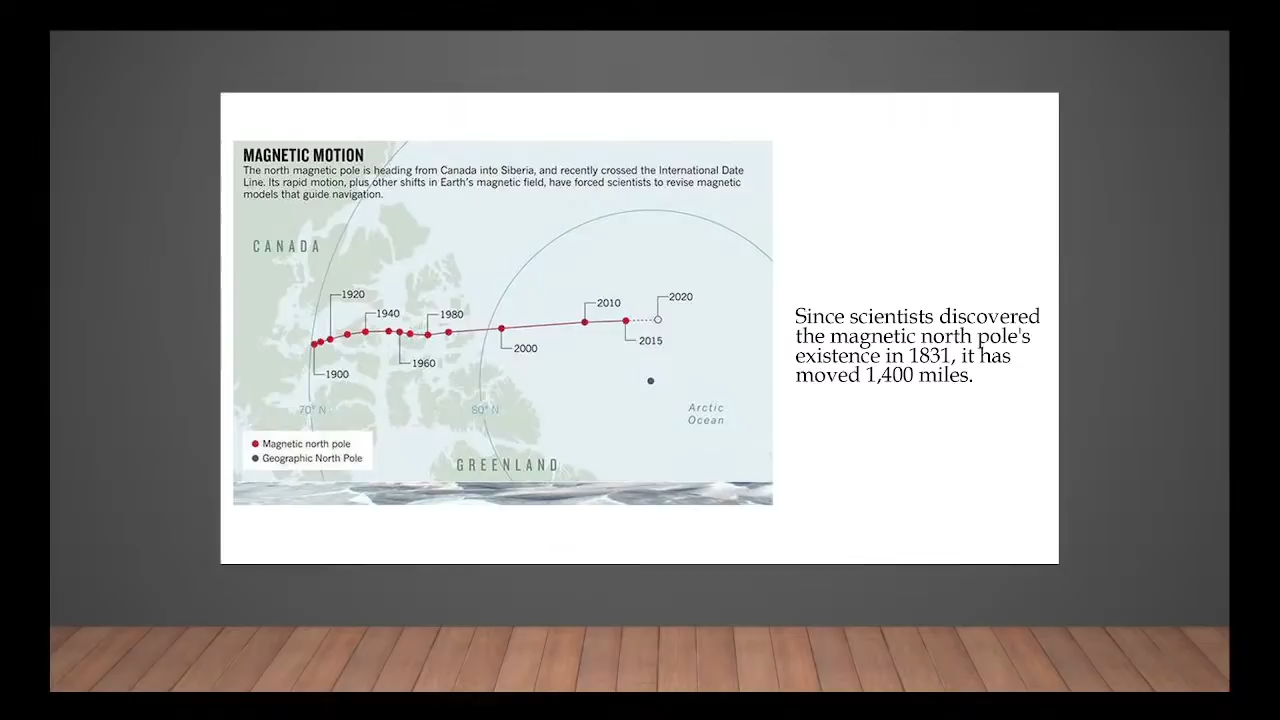 MAGNETIC MOTION
The north magnetic pole is heading from Canada into Siberia, and recently crossed the International Date
Line. Its rapid motion, plus other shifts in Earth's magnetic field, have forced scientists to revise magnetic
models that guide navigation.
CANADA
1920
1940
1980
2010
2020
1900
1960
2000
2015
70° N
80° N
Arctic
Ocean
Magnetic north pole
Geographic North Pole
GREENLAND
Since scientists discovered
the magnetic north pole's
existence in 1831, it has
moved 1,400 miles.